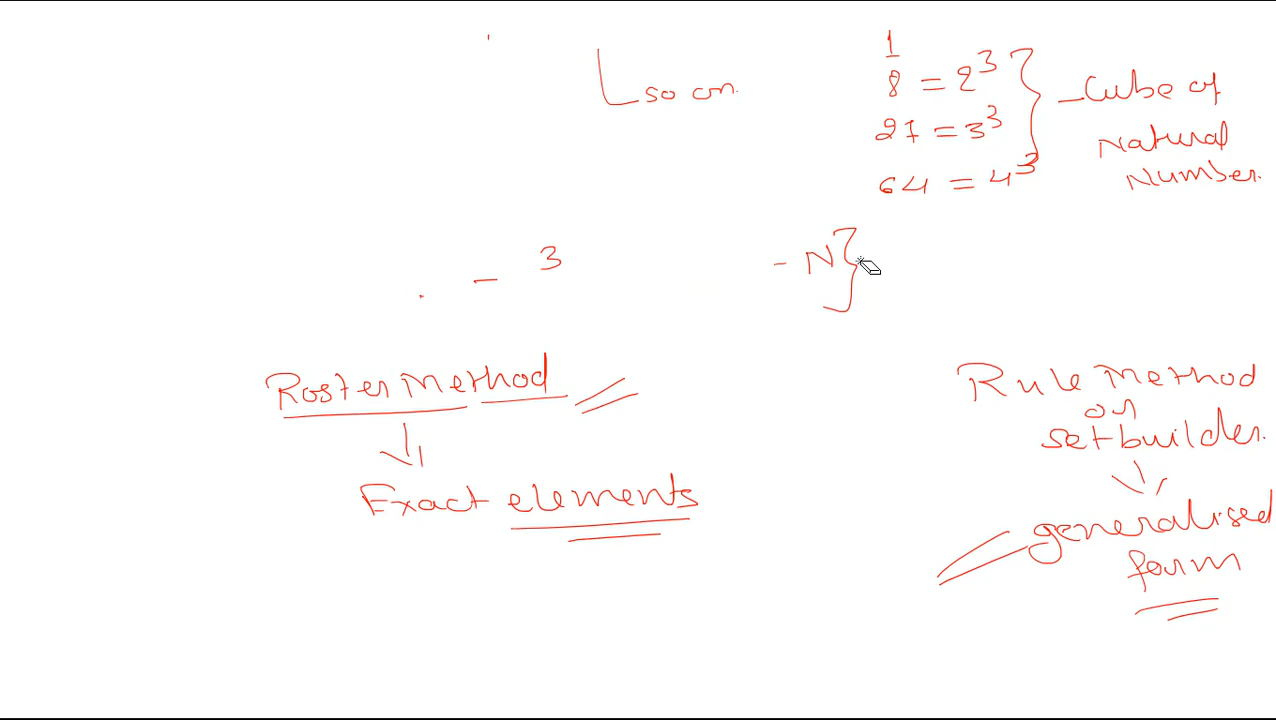 so on.
1
8 = 2³
27 = 3³
64 = 4³
} - Cube of
Natural
Number.
- 3
- N}
Roster Method
Exact elements
Rule Method
or
set builder.
generalised
form